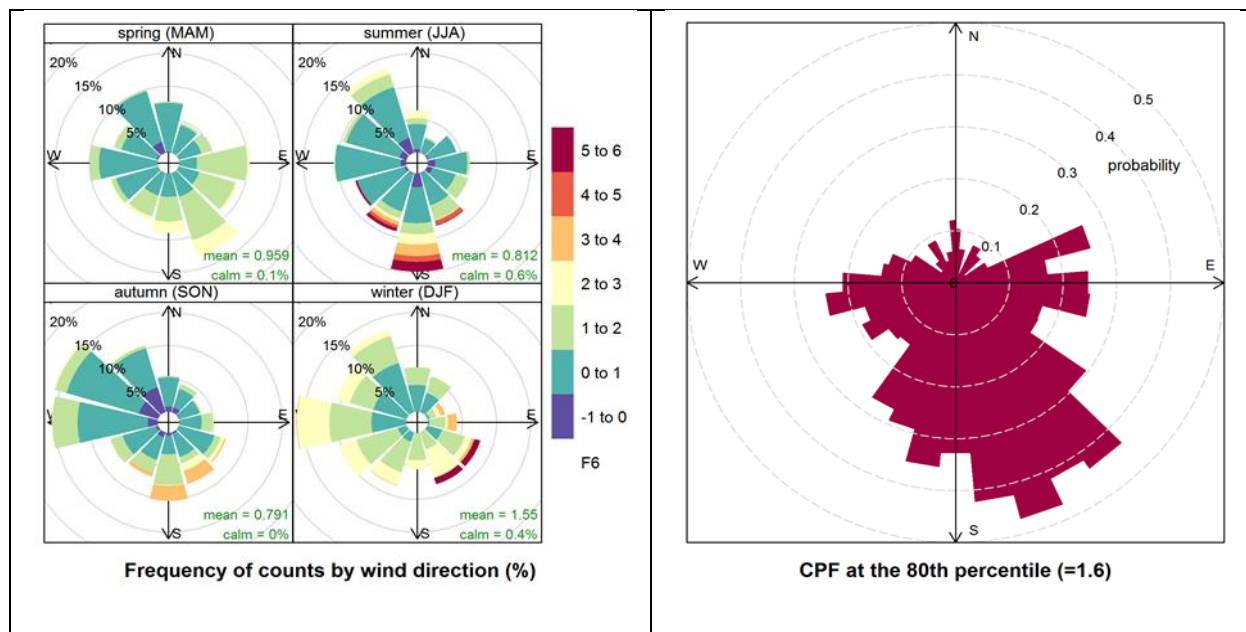 spring (MAM)
N
20%
15%
10%
5%
W
E
S
mean = 0.959
calm = 0.1%
summer (JJA)
N
20%
15%
10%
5%
W
E
S
mean = 0.812
calm = 0.6%
autumn (SON)
N
20%
15%
10%
5%
W
E
S
mean = 0.791
calm = 0%
winter (DJF)
N
20%
15%
10%
5%
W
E
S
mean = 1.55
calm = 0.4%
5 to 6
4 to 5
3 to 4
2 to 3
1 to 2
0 to 1
-1 to 0
F6
Frequency of counts by wind direction (%)
N
0.5
0.4
probability
0.3
0.2
0.1
0
W
E
S
CPF at the 80th percentile (=1.6)